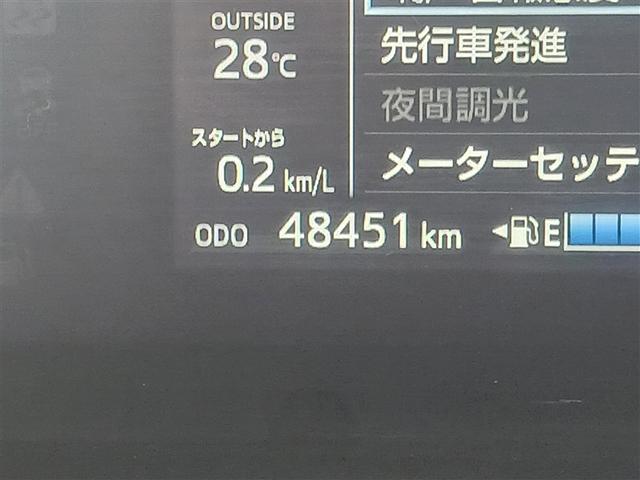 OUTSIDE
28℃
先行車発進
夜間調光
スタートから
0.2 km/L
メーターセッテ
ODO 48451 km
E